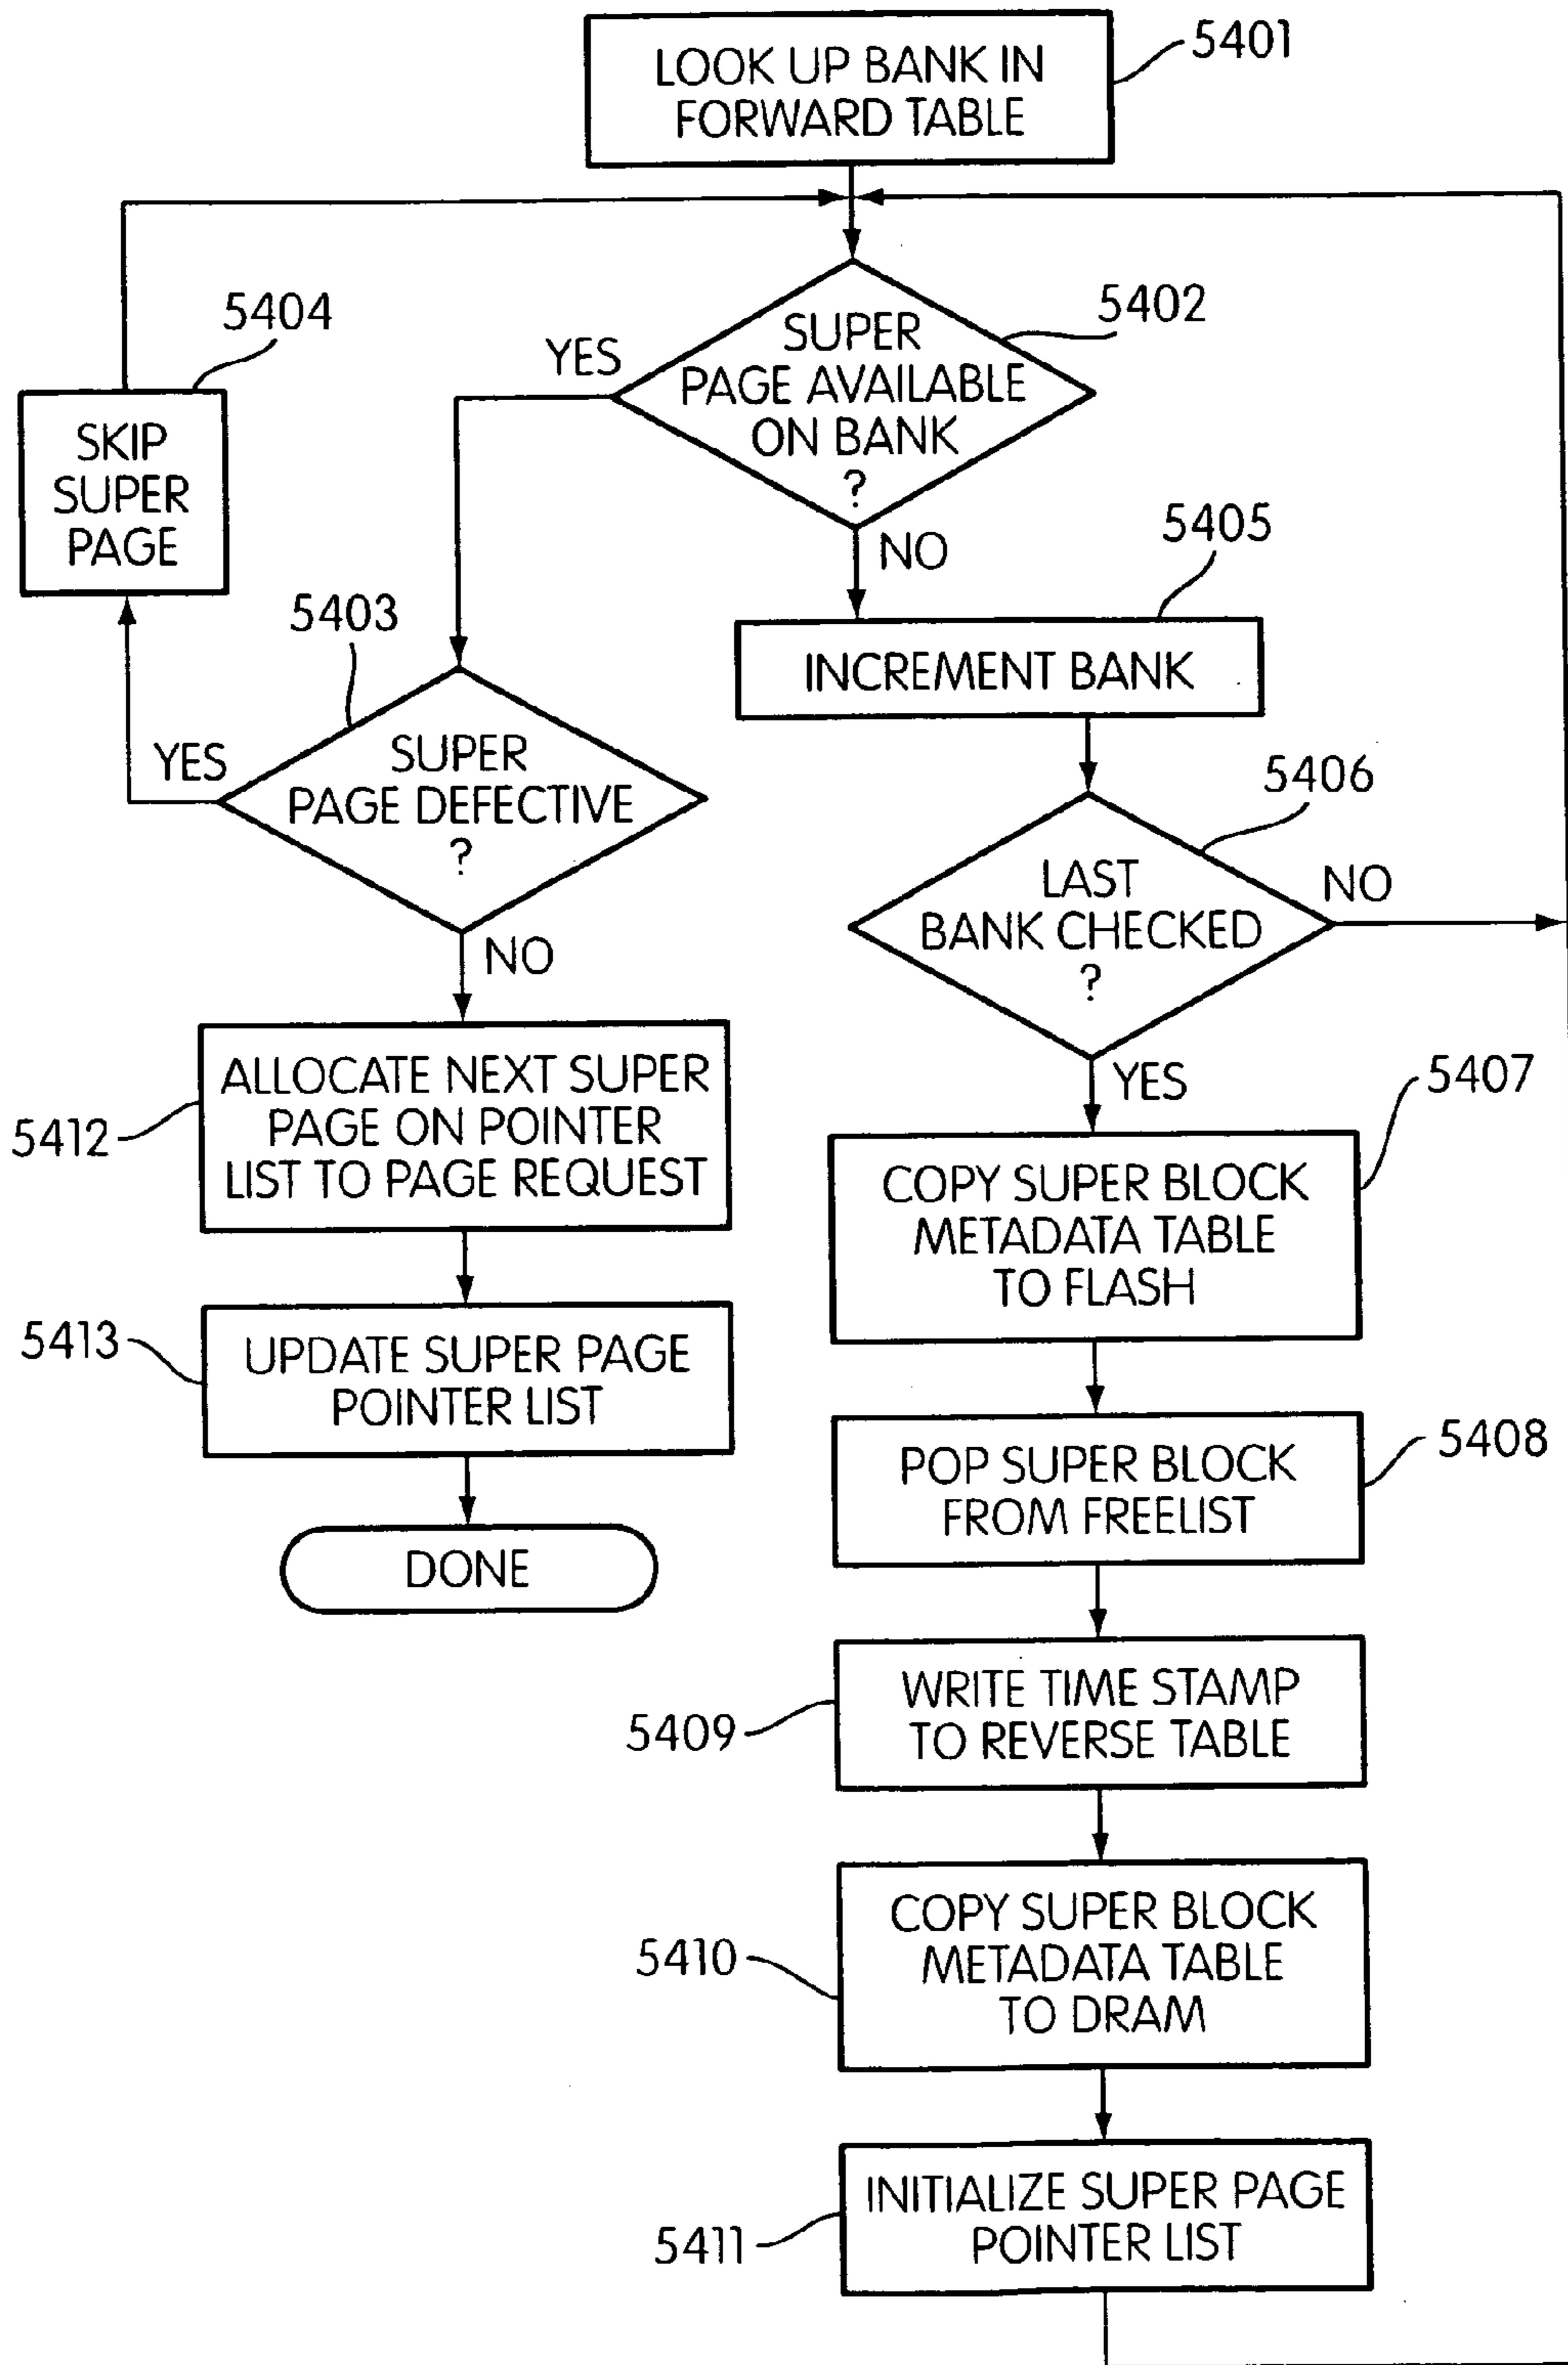 LOOK UP BANK IN
FORWARD TABLE
5401
SUPER
PAGE AVAILABLE
ON BANK
?
5402
YES
NO
5404
SKIP
SUPER
PAGE
5403
SUPER
PAGE DEFECTIVE
?
YES
NO
5405
INCREMENT BANK
5406
LAST
BANK CHECKED
?
NO
YES
5412
ALLOCATE NEXT SUPER
PAGE ON POINTER
LIST TO PAGE REQUEST
5407
COPY SUPER BLOCK
METADATA TABLE
TO FLASH
5413
UPDATE SUPER PAGE
POINTER LIST
DONE
5408
POP SUPER BLOCK
FROM FREELIST
5409
WRITE TIME STAMP
TO REVERSE TABLE
5410
COPY SUPER BLOCK
METADATA TABLE
TO DRAM
5411
INITIALIZE SUPER PAGE
POINTER LIST